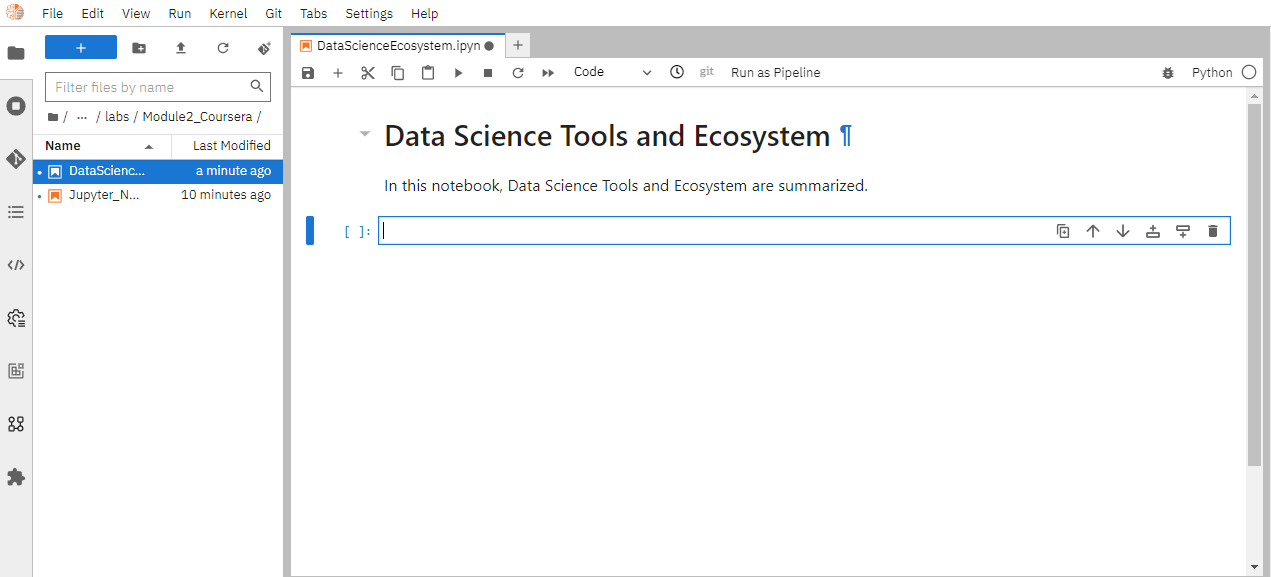 File Edit View Run Kernel Git Tabs Settings Help
+
Filter files by name
/ ... / labs / Module2_Coursera /
Name Last Modified
DataScienc... a minute ago
Jupyter_N... 10 minutes ago
DataScienceEcosystem.ipyn
Code git Run as Pipeline Python
Data Science Tools and Ecosystem ¶
In this notebook, Data Science Tools and Ecosystem are summarized.
[ ]: